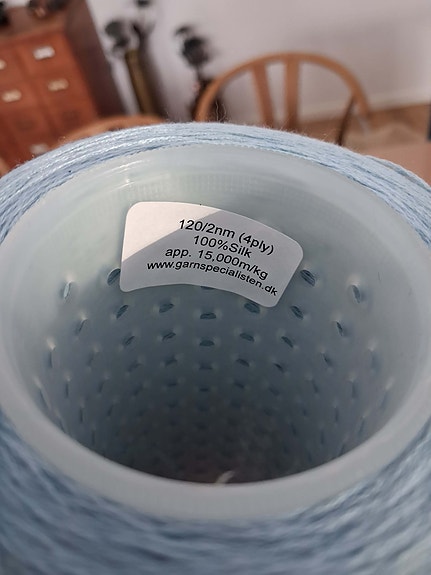 120/2nm (4ply)
100%Silk
app. 15,000m/kg
www.garnspecialisten.dk